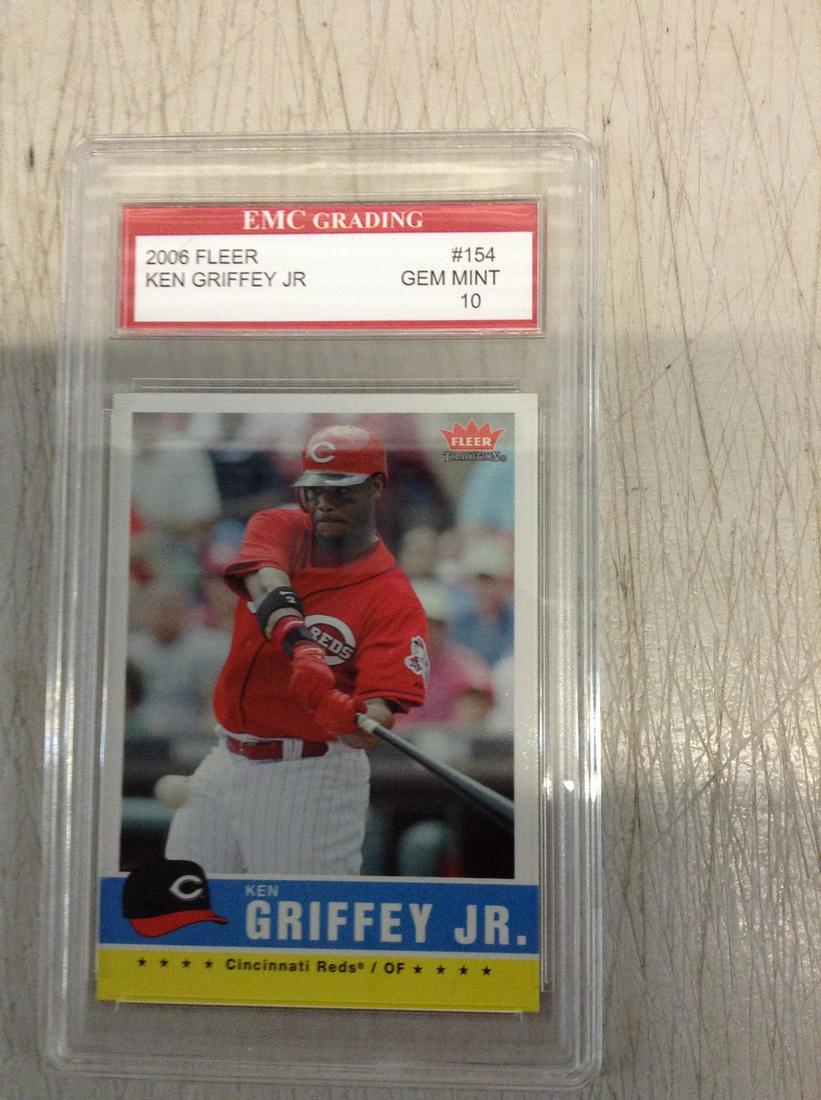 EMC GRADING
2006 FLEER #154
KEN GRIFFEY JR GEM MINT
10
FLEER
TRADITION®
C
REDS
C
KEN
GRIFFEY JR.
★ ★ ★ ★ Cincinnati Reds® / OF ★ ★ ★ ★